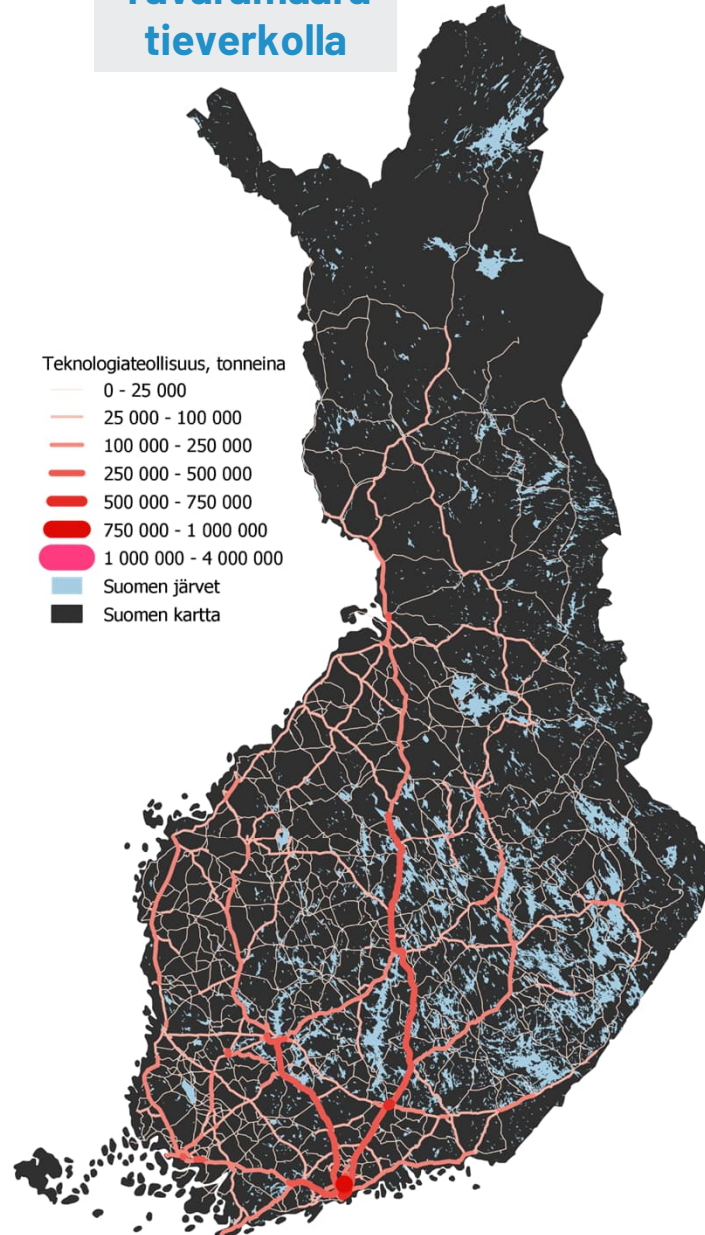 tieverkolla
Teknologiateollisuus, tonneina
0 - 25 000
25 000 - 100 000
100 000 - 250 000
250 000 - 500 000
500 000 - 750 000
750 000 - 1 000 000
1 000 000 - 4 000 000
Suomen järvet
Suomen kartta